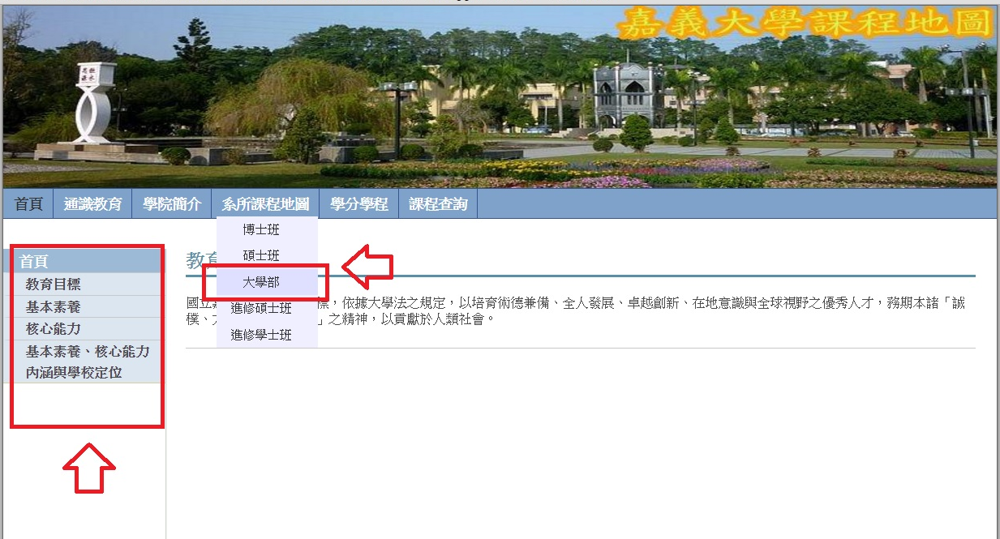 嘉義大學課程地圖
首頁 通識教育 學院簡介 系所課程地圖 學分學程 課程查詢
博士班
碩士班
大學部
進修碩士班
進修學士班
首頁
教育目標
基本素養
核心能力
基本素養、核心能力
內涵與學校定位
教育
國立 ,依據大學法之規定,以培育術德兼備、全人發展、卓越創新、在地意識與全球視野之優秀人才,務期本諸「誠
樸、 」之精神,以貢獻於人類社會。